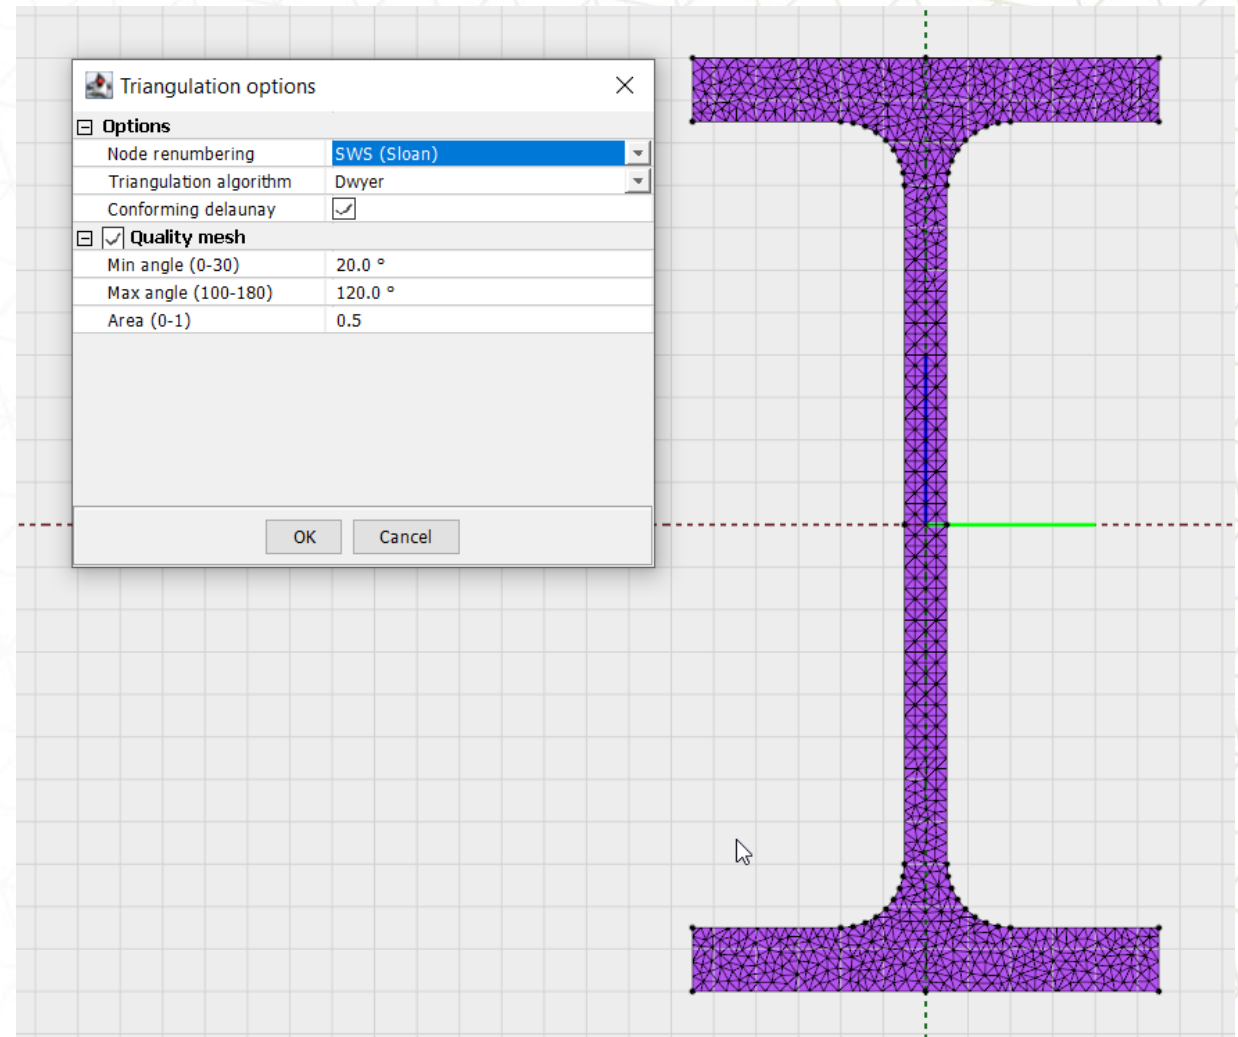 Triangulation options
Options
Node renumbering SWS (Sloan)
Triangulation algorithm Dwyer
Conforming delaunay
Quality mesh
Min angle (0-30) 20.0 °
Max angle (100-180) 120.0 °
Area (0-1) 0.5
OK Cancel